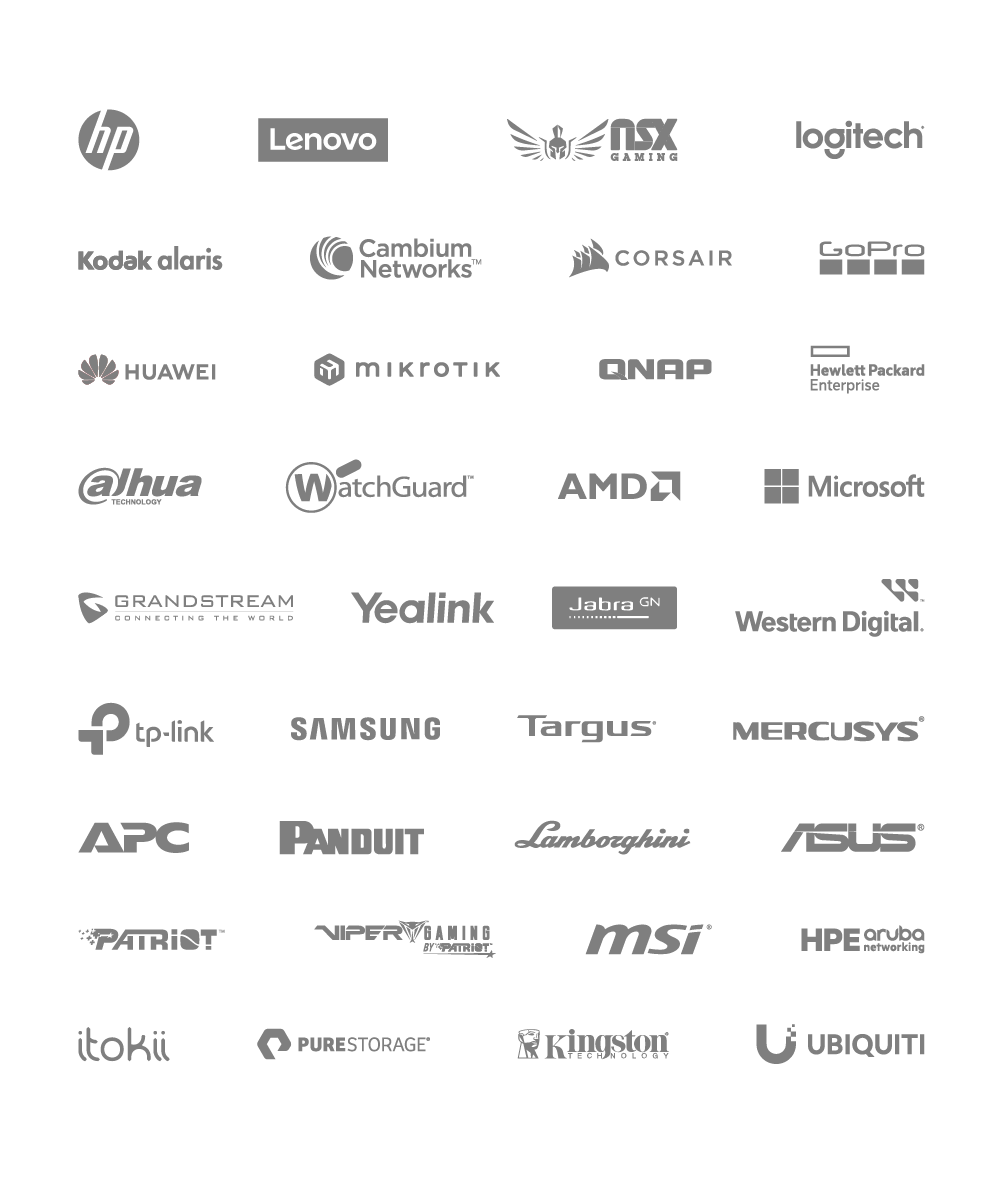 hp
Lenovo
NSX
GAMING
logitech
Kodak alaris
Cambium
Networks™
CORSAIR
GoPro
HUAWEI
mikrotik
QNAP
Hewlett Packard
Enterprise
alhua
TECHNOLOGY
WatchGuard™
AMD
Microsoft
GRANDSTREAM
CONNECTING THE WORLD
Yealink
Jabra GN
Western Digital®
tp-link
SAMSUNG
Targus®
MERCUSYS®
APC
PANDUIT
Lamborghini
ASUS®
PATRiOT™
VIPER GAMING
BY PATRiOT
msi®
HPE aruba
networking
itokii
PURESTORAGE®
Kingston®
TECHNOLOGY
UBIQUITI